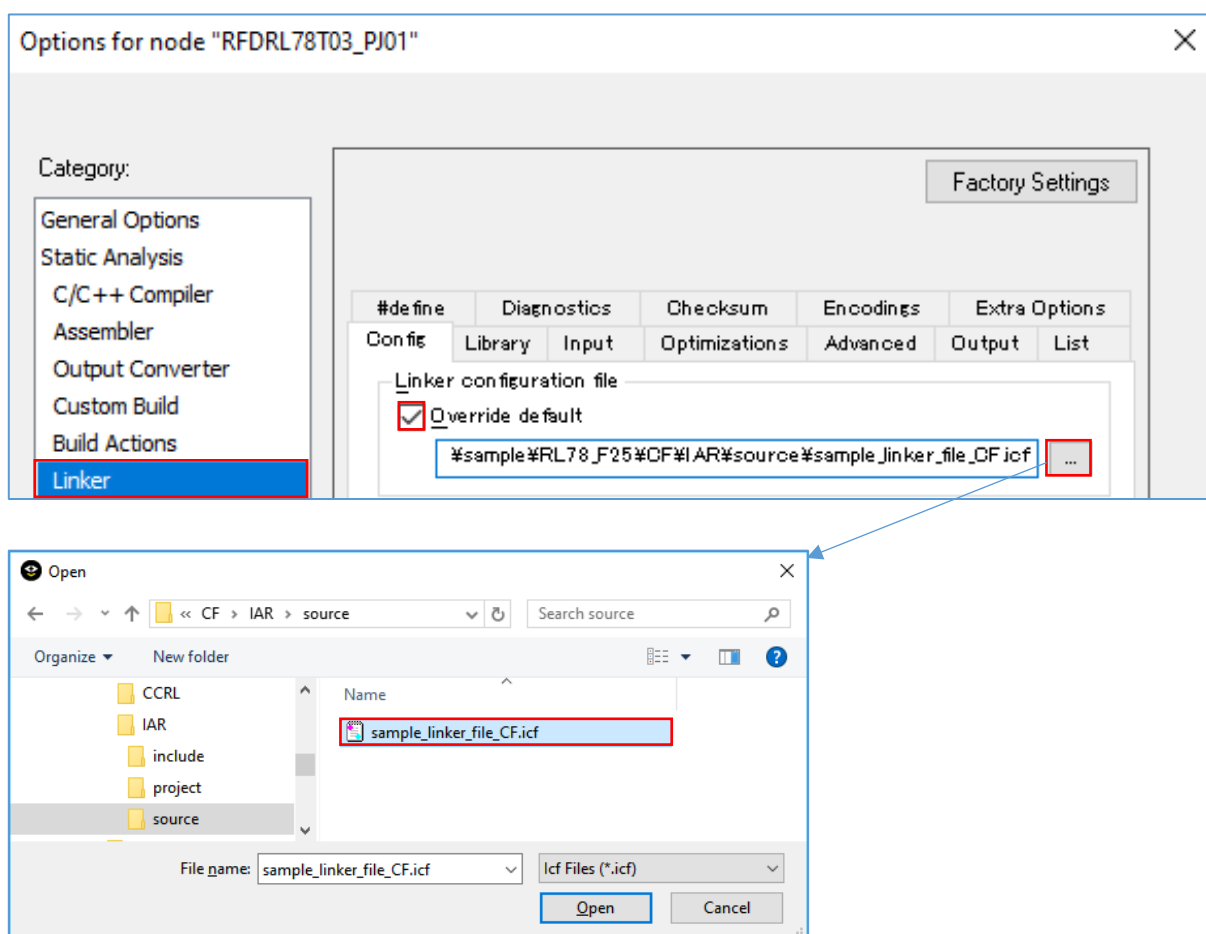 Options for node "RFDRL78T03_PJ01"
Category:
Factory Settings
General Options
Static Analysis
C/C++ Compiler
Assembler
Output Converter
Custom Build
Build Actions
Linker
#define Diagnostics Checksum Encodings Extra Options
Config Library Input Optimizations Advanced Output List
Linker configuration file
Override default
¥sample¥RL78_F25¥CF¥IAR¥source¥sample_linker_file_CF.icf ...
Open
« CF > IAR > source
Search source
Organize New folder
CCRL
IAR
include
project
source
Name
sample_linker_file_CF.icf
File name: sample_linker_file_CF.icf Icf Files (*.icf)
Open Cancel